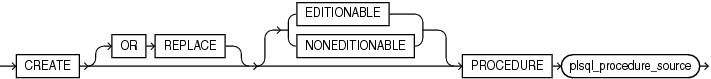 EDITIONABLE
OR REPLACE NONEDITIONABLE
CREATE PROCEDURE plsql_procedure_source